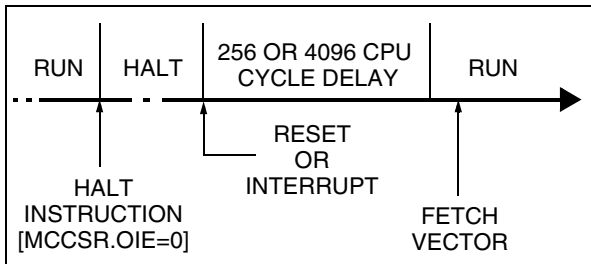 RUN
HALT
256 OR 4096 CPU
CYCLE DELAY
RUN
RESET
OR
INTERRUPT
HALT
INSTRUCTION
[MCCSR.OIE=0]
FETCH
VECTOR